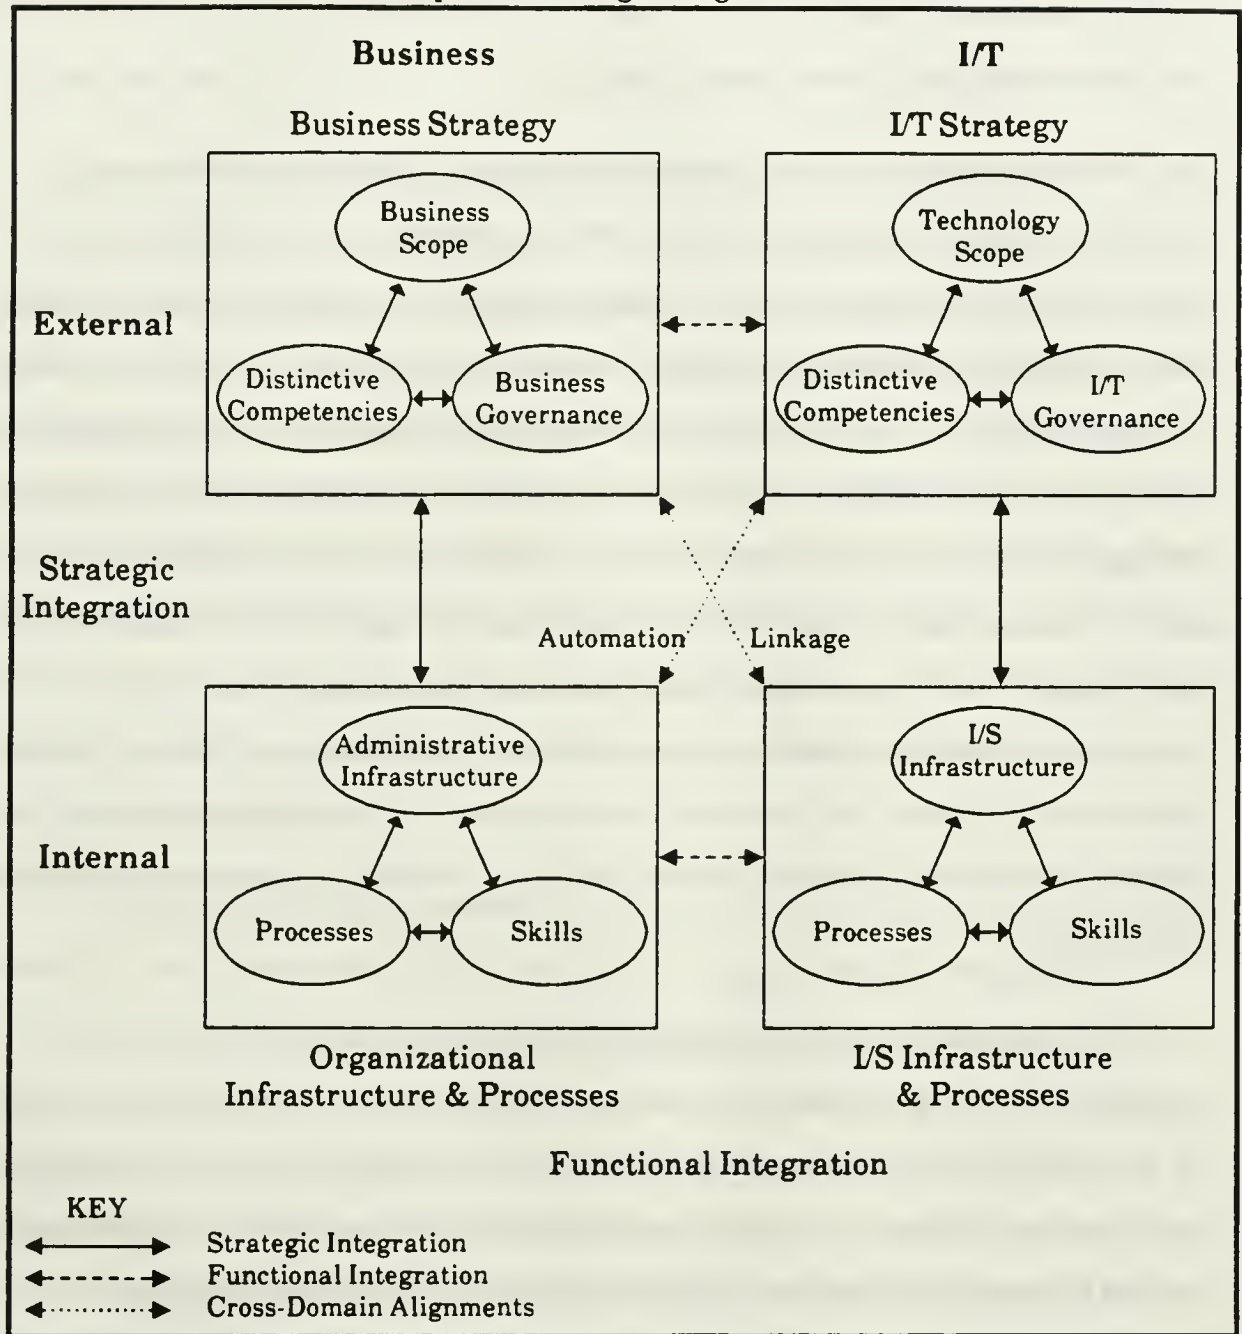 Business
I/T
Business Strategy
I/T Strategy
Business
Scope
Technology
Scope
External
Distinctive
Competencies
Business
Governance
Distinctive
Competencies
I/T
Governance
Strategic
Integration
Automation
Linkage
Administrative
Infrastructure
I/S
Infrastructure
Internal
Processes
Skills
Processes
Skills
Organizational
Infrastructure & Processes
I/S Infrastructure
& Processes
Functional Integration
KEY
Strategic Integration
Functional Integration
Cross-Domain Alignments